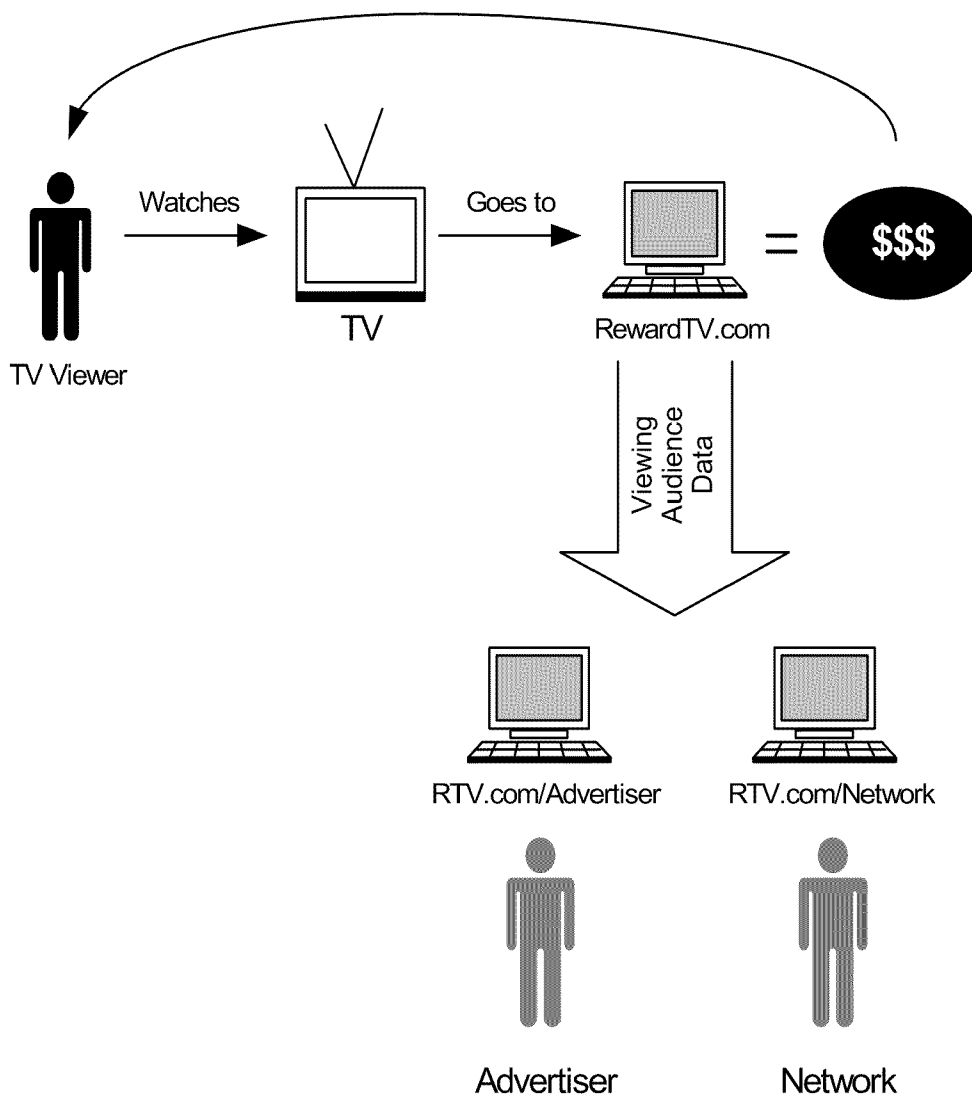 Watches
Goes to
$$$
TV
RewardTV.com
TV Viewer
Viewing
Audience
Data
RTV.com/Advertiser
RTV.com/Network
Advertiser
Network